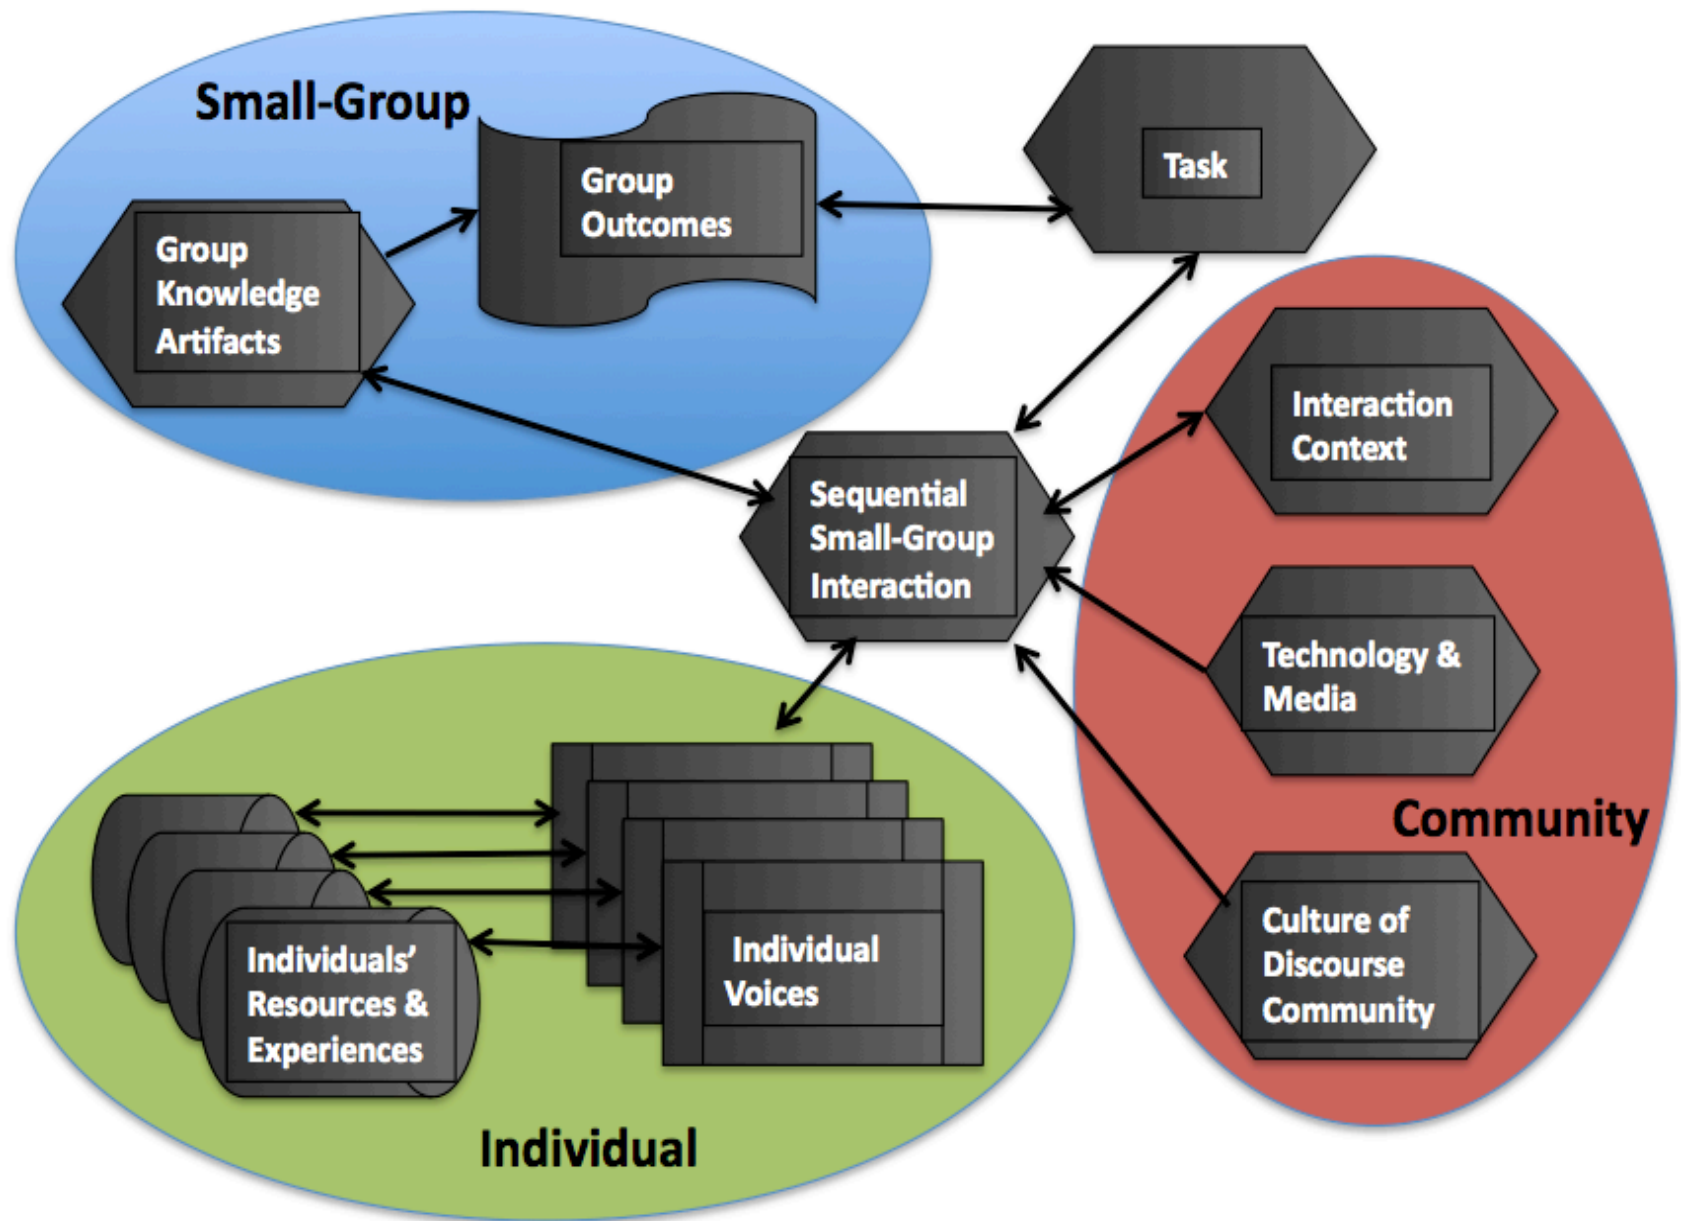 Small-Group
Group
Outcomes
Task
Group
Knowledge
Artifacts
Interaction
Context
Sequential
Small-Group
Interaction
Technology &
Media
Community
Culture of
Discourse
Community
Individual
Voices
Individuals’
Resources &
Experiences
Individual